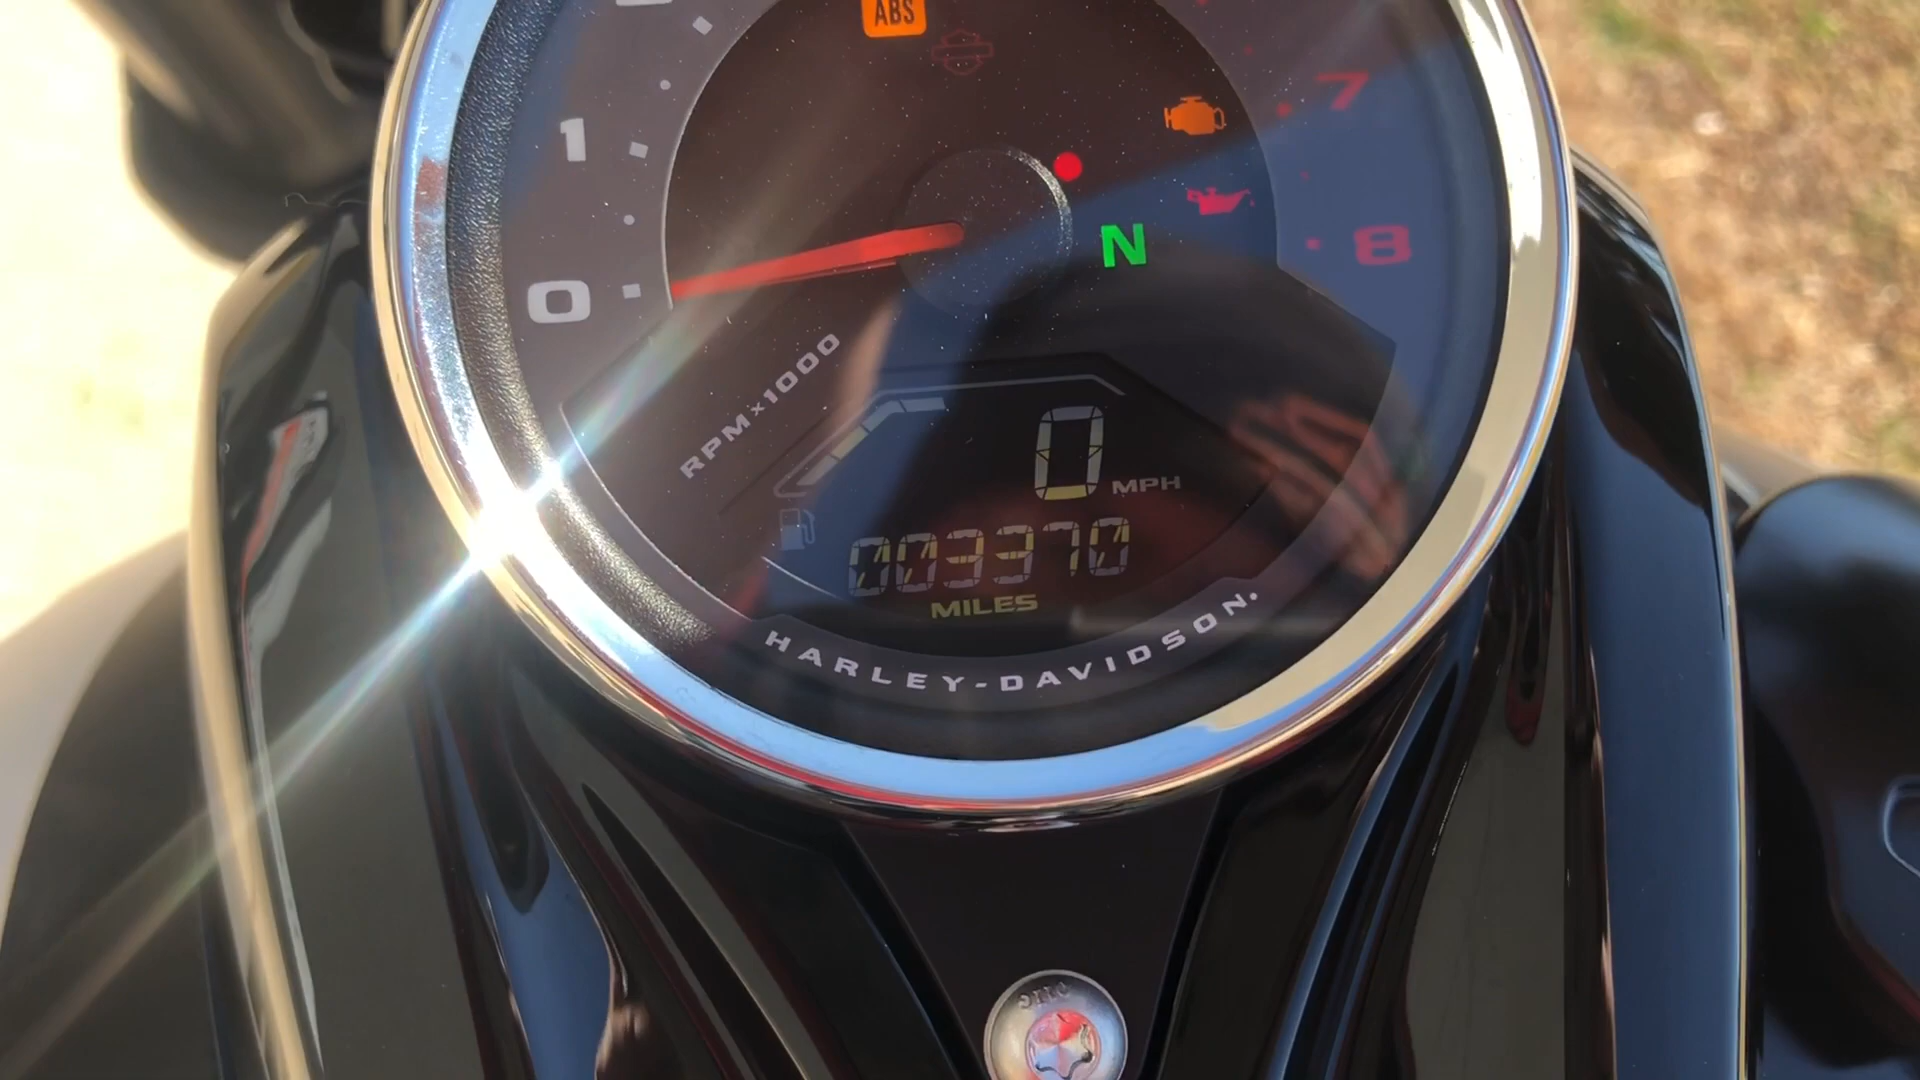 ABS
7
1
N
8
0
RPM×1000
0 MPH
003370
MILES
HARLEY-DAVIDSON.